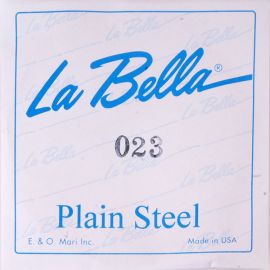 La Bella®
023
Plain Steel
E. & O. Mari Inc. Made in USA